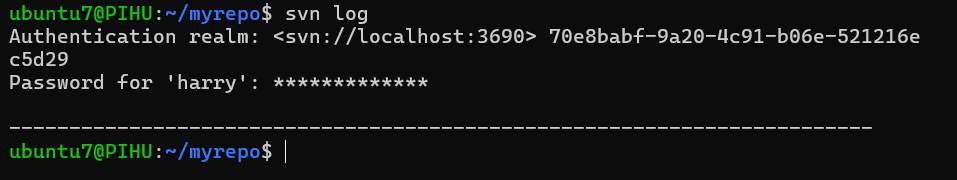 ubuntu7@PIHU:~/myrepo$ svn log
Authentication realm: <svn://localhost:3690> 70e8babf-9a20-4c91-b06e-521216e
c5d29
Password for 'harry': *************
------------------------------------------------------------------------
ubuntu7@PIHU:~/myrepo$